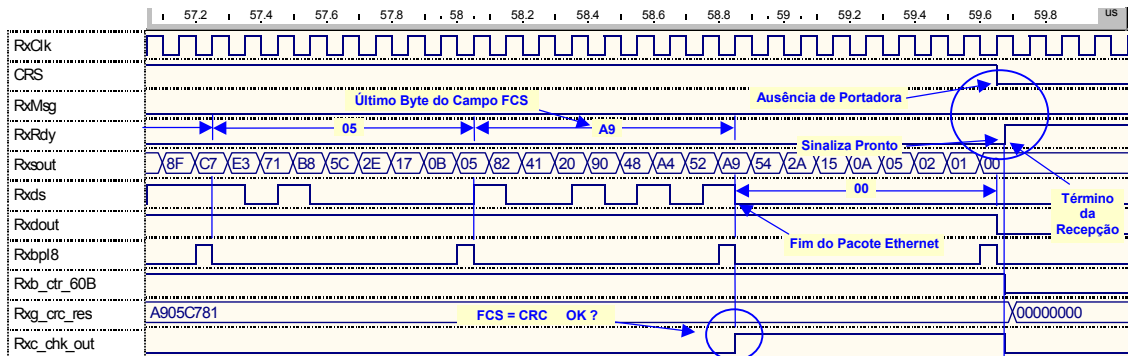 57.2 57.4 57.6 57.8 58 58.2 58.4 58.6 58.8 59 59.2 59.4 59.6 59.8 us
RxClk
CRS
Ausência de Portadora
RxMsg
Último Byte do Campo FCS
RxRdy
05 A9
Sinaliza Pronto
Rxsout
8F C7 E3 71 B8 5C 2E 17 0B 05 82 41 20 90 48 A4 52 A9 54 2A 15 0A 05 02 01 00
Rxds
00
Término
da
Recepção
Rxdout
Fim do Pacote Ethernet
Rxbpl8
Rxb_ctr_60B
Rxg_crc_res
A905C781
FCS = CRC OK ?
00000000
Rxc_chk_out